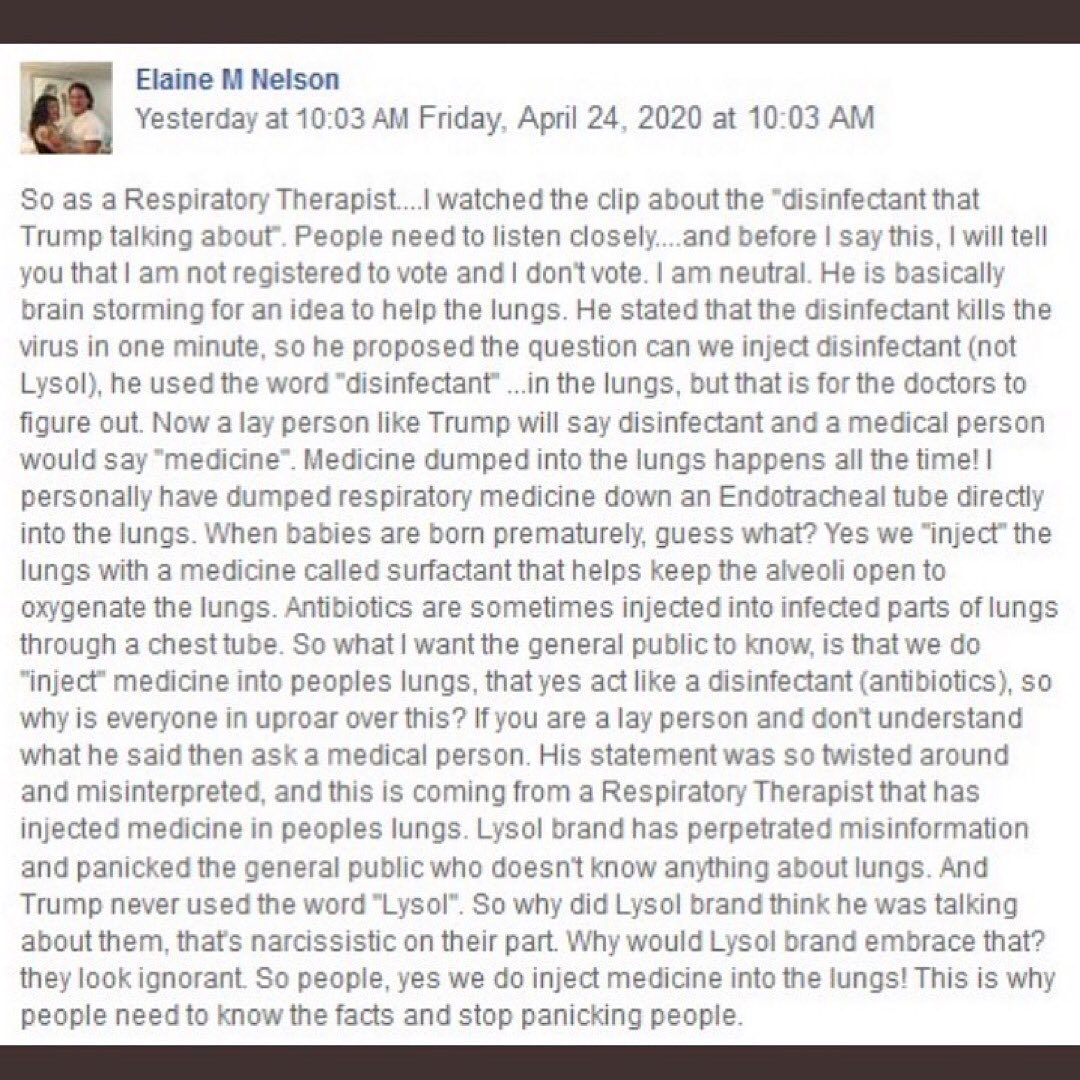 Elaine M Nelson
Yesterday at 10:03 AM Friday, April 24, 2020 at 10:03 AM
So as a Respiratory Therapist....I watched the clip about the "disinfectant that
Trump talking about". People need to listen closely....and before I say this, I will tell
you that I am not registered to vote and I don't vote. I am neutral. He is basically
brain storming for an idea to help the lungs. He stated that the disinfectant kills the
virus in one minute, so he proposed the question can we inject disinfectant (not
Lysol), he used the word "disinfectant" ...in the lungs, but that is for the doctors to
figure out. Now a lay person like Trump will say disinfectant and a medical person
would say "medicine". Medicine dumped into the lungs happens all the time! I
personally have dumped respiratory medicine down an Endotracheal tube directly
into the lungs. When babies are born prematurely, guess what? Yes we "inject" the
lungs with a medicine called surfactant that helps keep the alveoli open to
oxygenate the lungs. Antibiotics are sometimes injected into infected parts of lungs
through a chest tube. So what I want the general public to know, is that we do
"inject" medicine into peoples lungs, that yes act like a disinfectant (antibiotics), so
why is everyone in uproar over this? If you are a lay person and don't understand
what he said then ask a medical person. His statement was so twisted around
and misinterpreted, and this is coming from a Respiratory Therapist that has
injected medicine in peoples lungs. Lysol brand has perpetrated misinformation
and panicked the general public who doesn't know anything about lungs. And
Trump never used the word "Lysol". So why did Lysol brand think he was talking
about them, that's narcissistic on their part. Why would Lysol brand embrace that?
they look ignorant. So people, yes we do inject medicine into the lungs! This is why
people need to know the facts and stop panicking people.